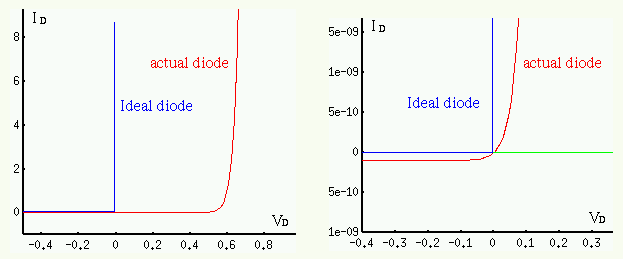 I D
8
actual diode
6
Ideal diode
4
2
0
VD
-0.4 -0.2 0 0.2 0.4 0.6 0.8
I D
5e-09
actual diode
1e-09
Ideal diode
5e-10
0
5e-10
VD
1e-09
-0.4 -0.3 -0.2 -0.1 0 0.1 0.2 0.3